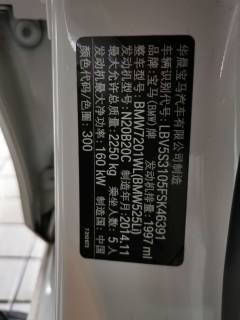 华晨宝马汽车有限公司制造
车辆识别代号：LBV5S3105FSK46391
品牌：宝马(BMW)牌
整车型号：BMW7201WL(BMW525Li)
发动机型号：N20B20C 发动机排量：1997 ml
最大允许总质量：2250 kg 制造年月：2014.11
发动机最大净功率：160 kW 乘坐数：5 人
颜色代码/色圈：300 制造国：中国